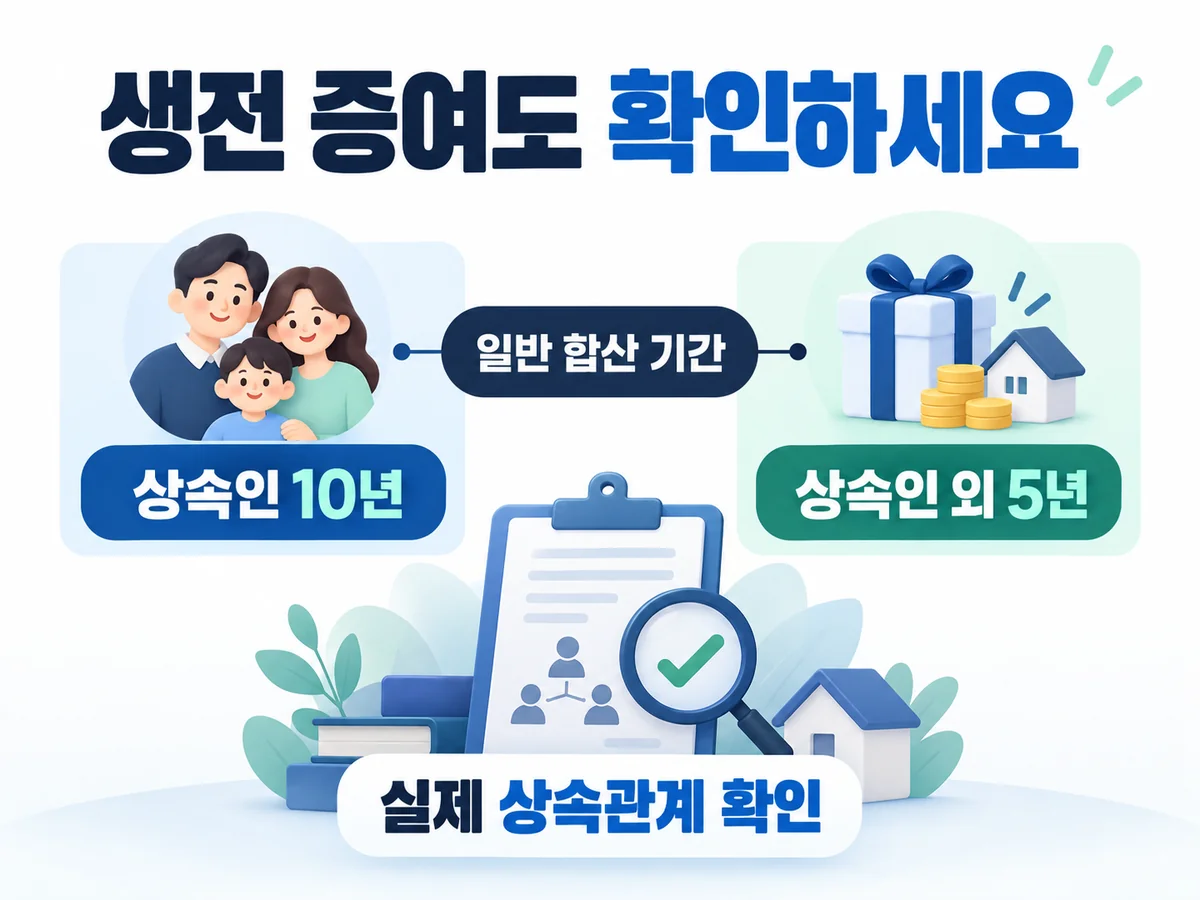 생전 증여도 확인하세요
일반 합산 기간
상속인 10년
상속인 외 5년
실제 상속관계 확인